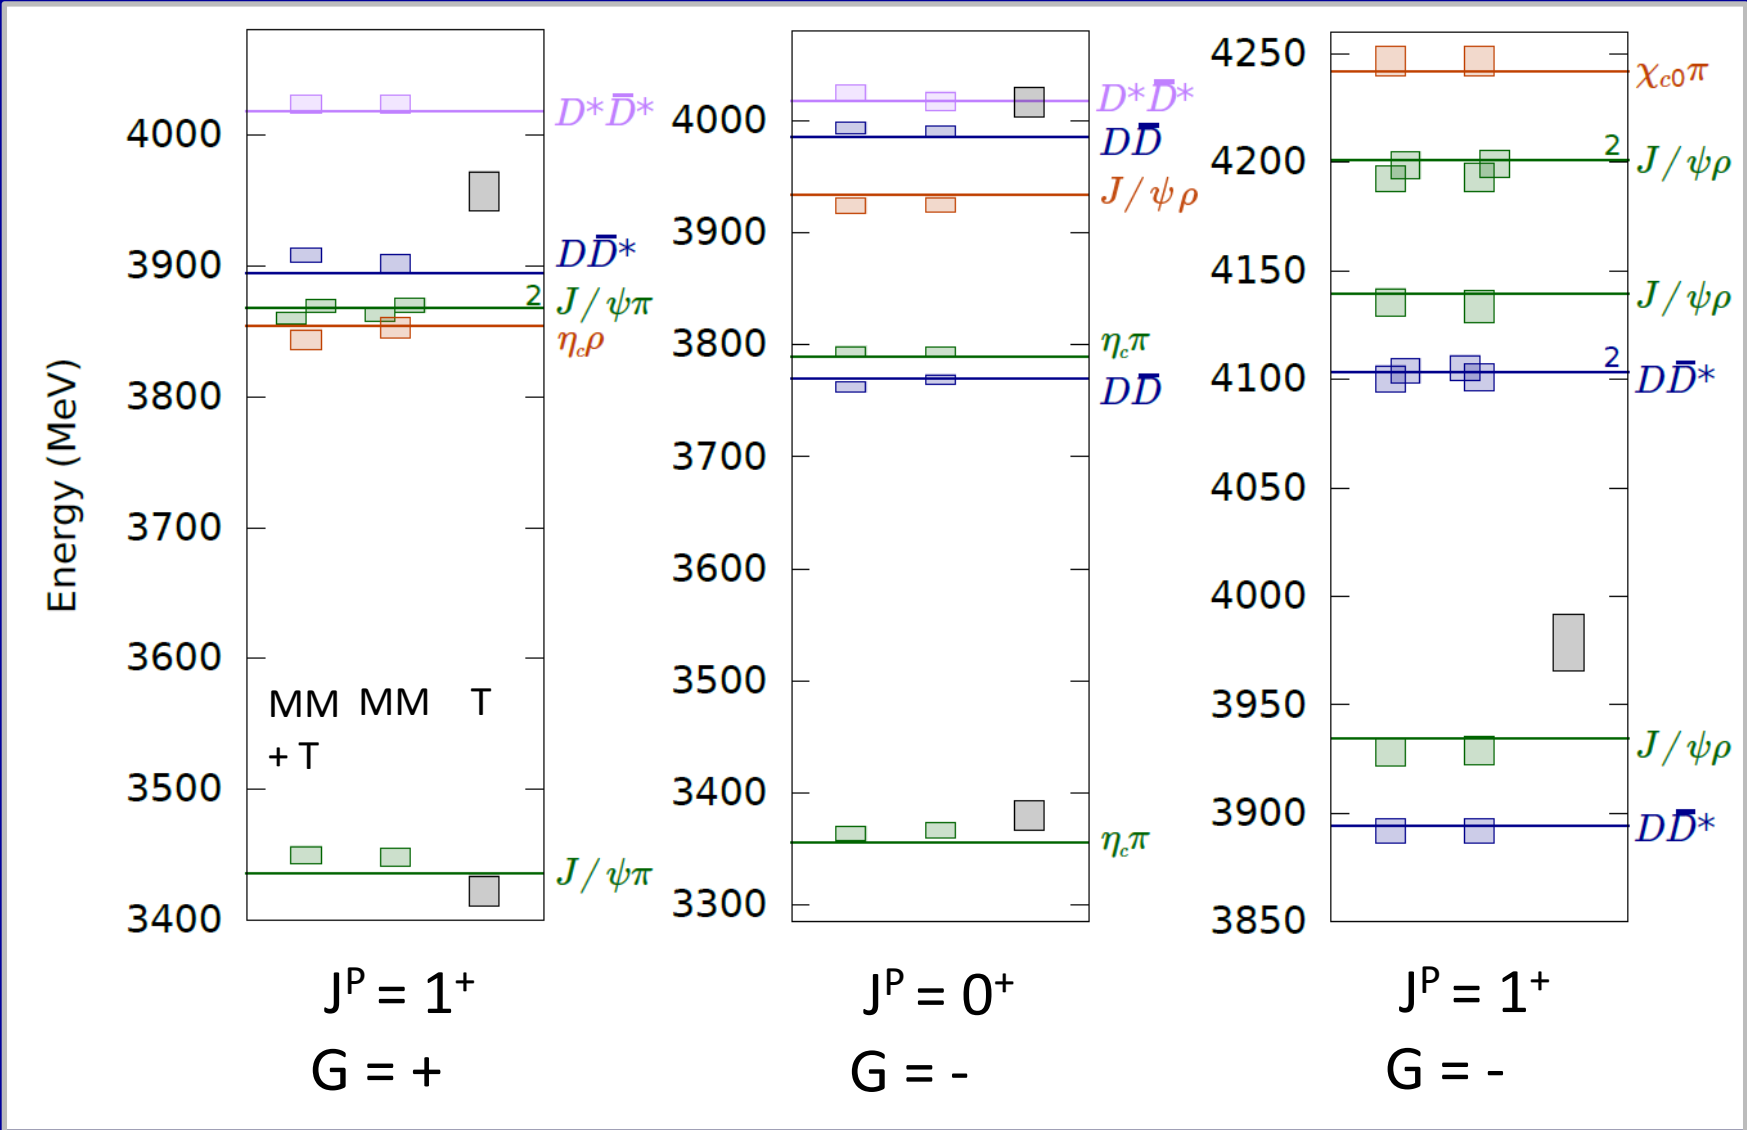 Energy (MeV)
4000
3900
3800
3700
3600
3500
3400
D*D̄*
DD̄*
2
J/ψπ
η_cρ
J/ψπ
MM MM T
+ T
J^P = 1^+
G = +
4000
3900
3800
3700
3600
3500
3400
3300
D*D̄*
DD̄
J/ψρ
η_cπ
DD̄
η_cπ
J^P = 0^+
G = -
4250
4200
4150
4100
4050
4000
3950
3900
3850
χ_c0π
2 J/ψρ
J/ψρ
2
DD̄*
J/ψρ
DD̄*
J^P = 1^+
G = -